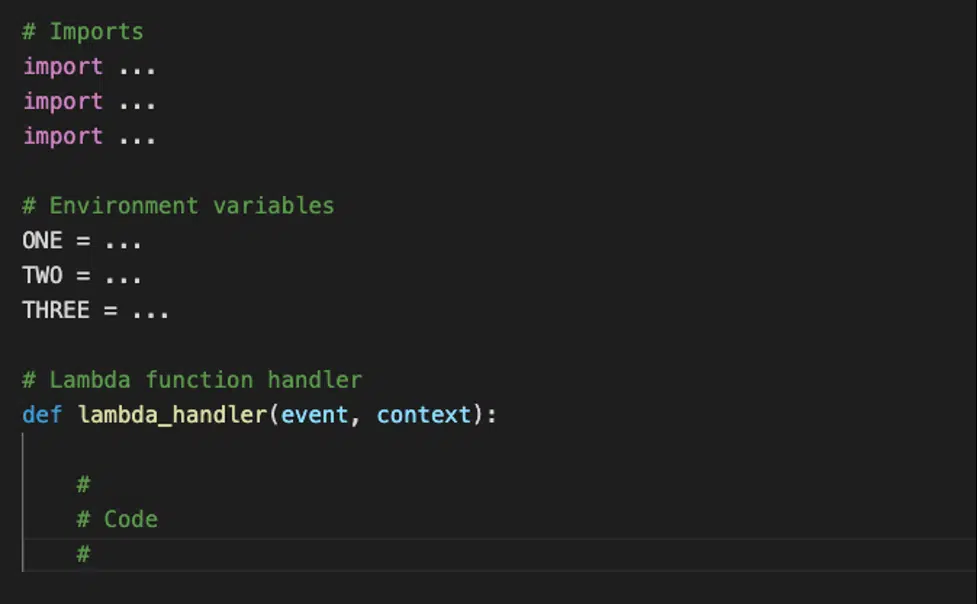 # Imports
import ...
import ...
import ...
# Environment variables
ONE = ...
TWO = ...
THREE = ...
# Lambda function handler
def lambda_handler(event, context):
#
# Code
#